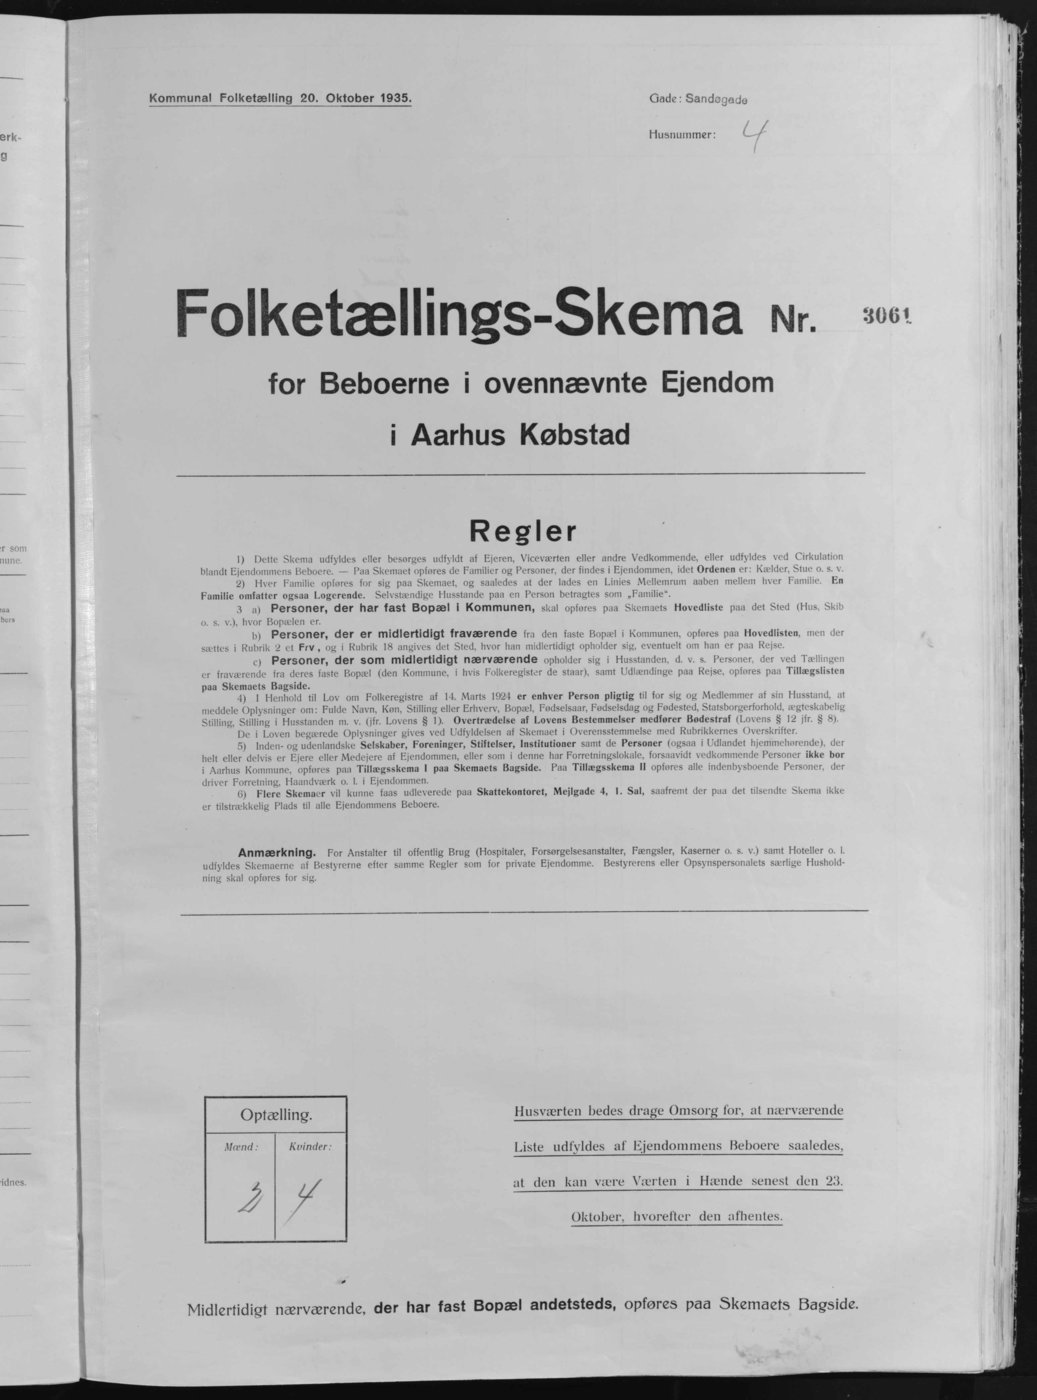 erk-
g
r som
nune.
paa
bers
idnes.
Kommunal Folketælling 20. Oktober 1935.
Gade: Sandøgade
Husnummer: 4
Folketællings-Skema Nr. 3061
for Beboerne i ovennævnte Ejendom
i Aarhus Købstad
Regler
1) Dette Skema udfyldes eller besørges udfyldt af Ejeren, Viceværten eller andre Vedkommende, eller udfyldes ved Cirkulation
blandt Ejendommens Beboere. — Paa Skemaet opføres de Familier og Personer, der findes i Ejendommen, idet Ordenen er: Kælder, Stue o. s. v.
2) Hver Familie opføres for sig paa Skemaet, og saaledes at der lades en Linies Mellemrum aaben mellem hver Familie. En
Familie omfatter ogsaa Logerende. Selvstændige Husstande paa en Person betragtes som „Familie“.
3 a) Personer, der har fast Bopæl i Kommunen, skal opføres paa Skemaets Hovedliste paa det Sted (Hus, Skib
o. s. v.), hvor Bopælen er.
b) Personer, der er midlertidigt fraværende fra den faste Bopæl i Kommunen, opføres paa Hovedlisten, men der
sættes i Rubrik 2 et Frv., og i Rubrik 18 angives det Sted, hvor han midlertidigt opholder sig, eventuelt om han er paa Rejse.
c) Personer, der som midlertidigt nærværende opholder sig i Husstanden, d. v. s. Personer, der ved Tællingen
er fraværende fra deres faste Bopæl (den Kommune, i hvis Folkeregister de staar), samt Udlændinge paa Rejse, opføres paa Tillægslisten
paa Skemaets Bagside.
4) I Henhold til Lov om Folkeregistre af 14. Marts 1924 er enhver Person pligtig til for sig og Medlemmer af sin Husstand, at
meddele Oplysninger om: Fulde Navn, Køn, Stilling eller Erhverv, Bopæl, Fødselsaar, Fødselsdag og Fødested, Statsborgerforhold, ægteskabelig
Stilling, Stilling i Husstanden m. v. (jfr. Lovens § 1). Overtrædelse af Lovens Bestemmelser medfører Bødestraf (Lovens § 12 jfr. § 8).
De i Loven begærede Oplysninger gives ved Udfyldelsen af Skemaet i Overensstemmelse med Rubrikkernes Overskrifter.
5) Inden- og udenlandske Selskaber, Foreninger, Stiftelser, Institutioner samt de Personer (ogsaa i Udlandet hjemmehørende), der
helt eller delvis er Ejere eller Medejere af Ejendommen, eller som i denne har Forretningslokale, forsaavidt vedkommende Personer ikke bor
i Aarhus Kommune, opføres paa Tillægsskema I paa Skemaets Bagside. Paa Tillægsskema II opføres alle indenbysboende Personer, der
driver Forretning, Haandværk o. l. i Ejendommen.
6) Flere Skemaer vil kunne faas udleverede paa Skattekontoret, Mejlgade 4, 1. Sal, saafremt der paa det tilsendte Skema ikke
er tilstrækkelig Plads til alle Ejendommens Beboere.
Anmærkning. For Anstalter til offentlig Brug (Hospitaler, Forsørgelsesanstalter, Fængsler, Kaserner o. s. v.) samt Hoteller o. l.
udfyldes Skemaerne af Bestyrerne efter samme Regler som for private Ejendomme. Bestyrerens eller Opsynspersonalets særlige Hushold-
ning skal opføres for sig.
Optælling.
Mænd: Kvinder:
2 4
Husværten bedes drage Omsorg for, at nærværende
Liste udfyldes af Ejendommens Beboere saaledes,
at den kan være Værten i Hænde senest den 23.
Oktober, hvorefter den afhentes.
Midlertidigt nærværende, der har fast Bopæl andetsteds, opføres paa Skemaets Bagside.